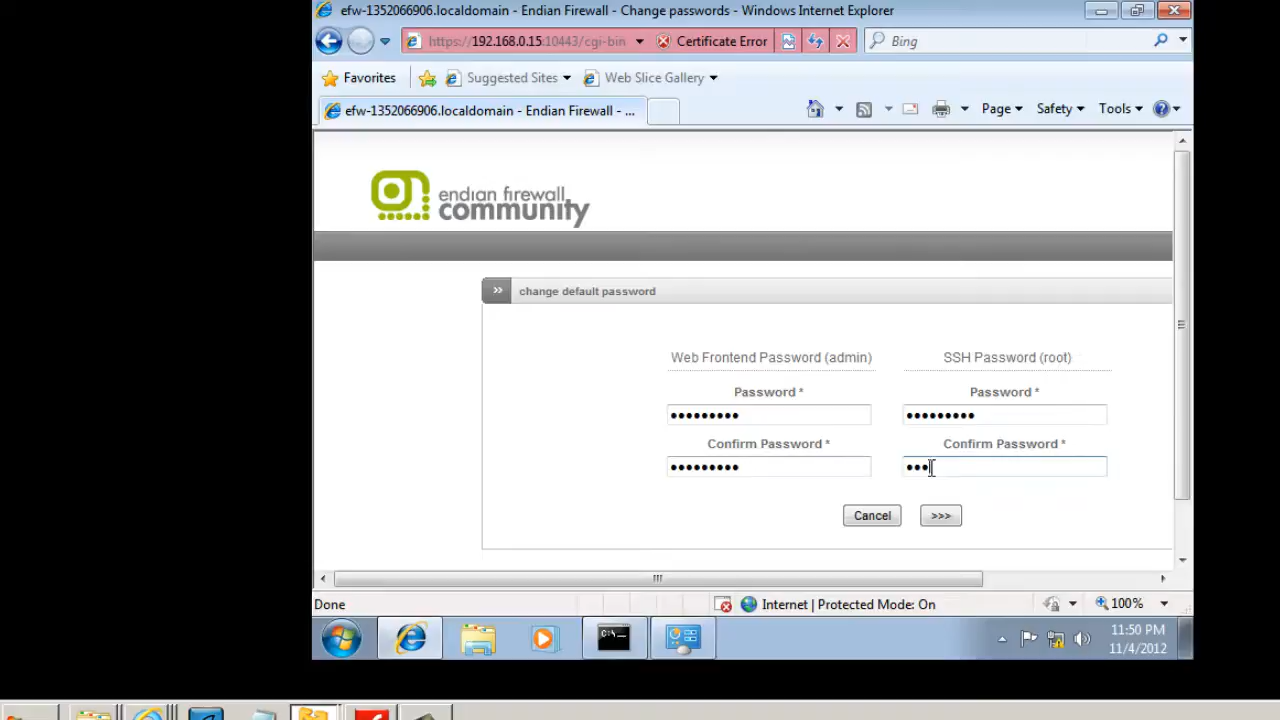 efw-1352066906.localdomain - Endian Firewall - Change passwords - Windows Internet Explorer
https://192.168.0.15:10443/cgi-bin
Certificate Error
Bing
Favorites
Suggested Sites
Web Slice Gallery
efw-1352066906.localdomain - Endian Firewall - ...
Page
Safety
Tools
endian firewall
community
>> change default password
Web Frontend Password (admin)
SSH Password (root)
Password *
Password *
•••••••••
•••••••••
Confirm Password *
Confirm Password *
•••••••••
•••
Cancel
>>>
Done
Internet | Protected Mode: On
100%
C:\_
11:50 PM
11/4/2012